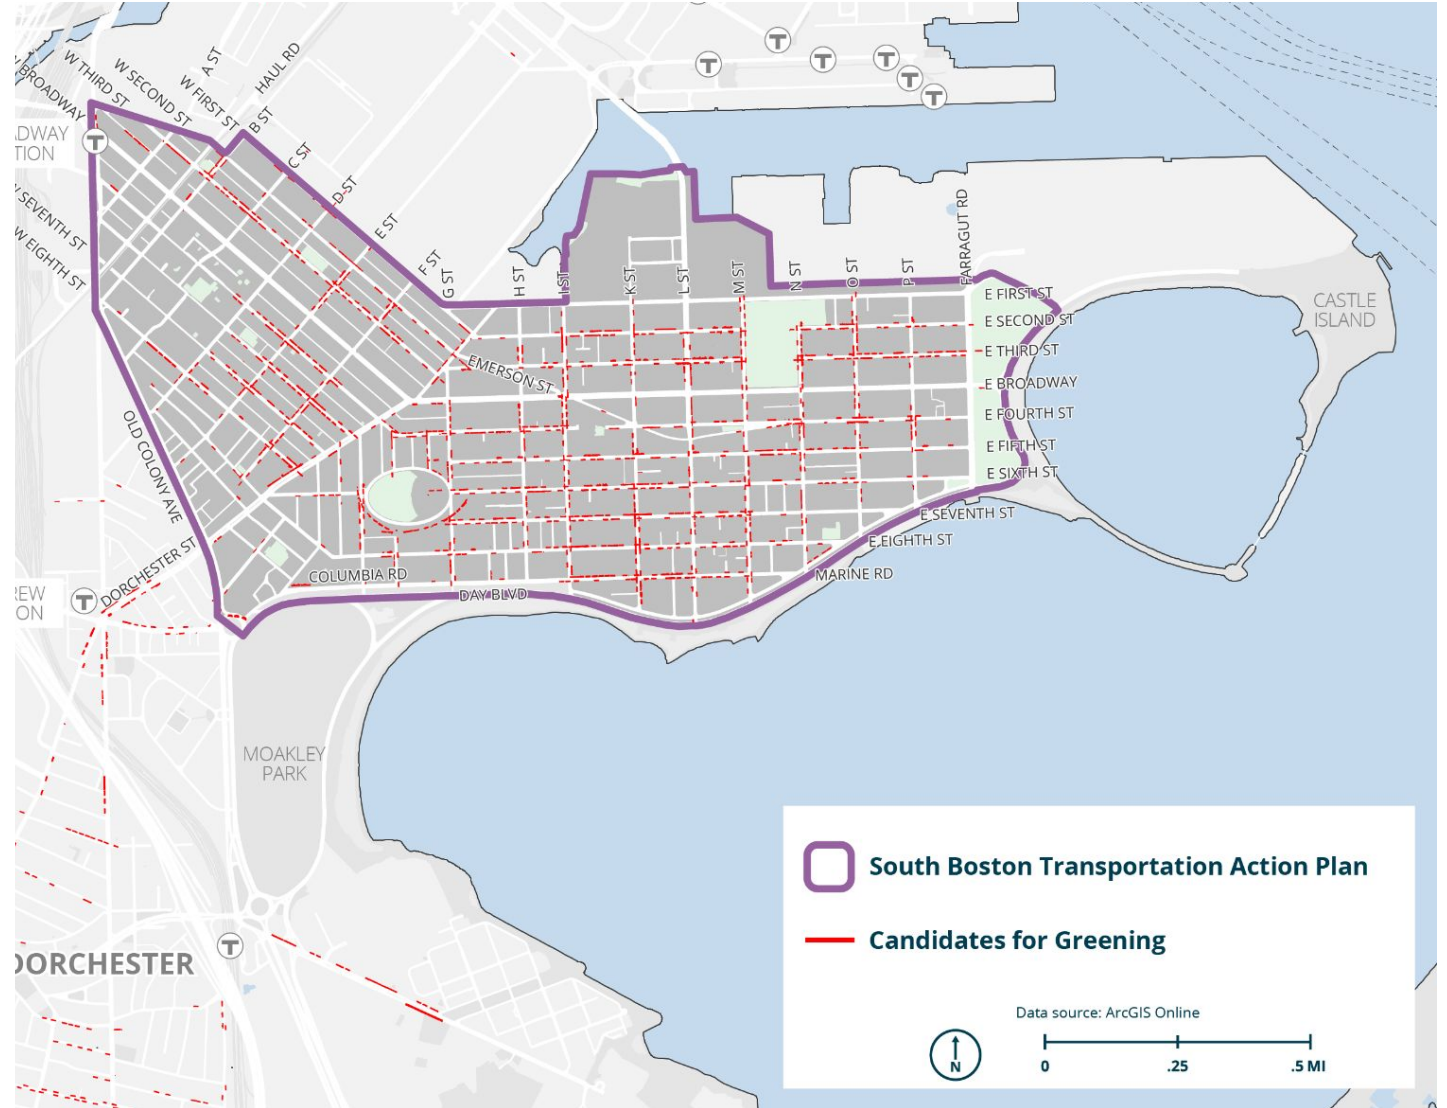 BROADWAY
W THIRD ST
W SECOND ST
W FIRST ST
A ST
HAUL RD
B ST
C ST
D ST
E ST
F ST
G ST
H ST
I ST
K ST
L ST
M ST
N ST
O ST
P ST
FARRAGUT RD
T
T
T
T
T
T
T
ADWAY
TION
SEVENTH ST
W EIGHTH ST
E FIRST ST
E SECOND ST
E THIRD ST
E BROADWAY
E FOURTH ST
E FIFTH ST
E SIXTH ST
E SEVENTH ST
E EIGHTH ST
MARINE RD
CASTLE
ISLAND
EMERSON ST
OLD COLONY AVE
DORCHESTER ST
COLUMBIA RD
DAY BLVD
T
REW
ON
MOAKLEY
PARK
T
DORCHESTER
South Boston Transportation Action Plan
Candidates for Greening
Data source: ArcGIS Online
N
0 .25 .5 MI